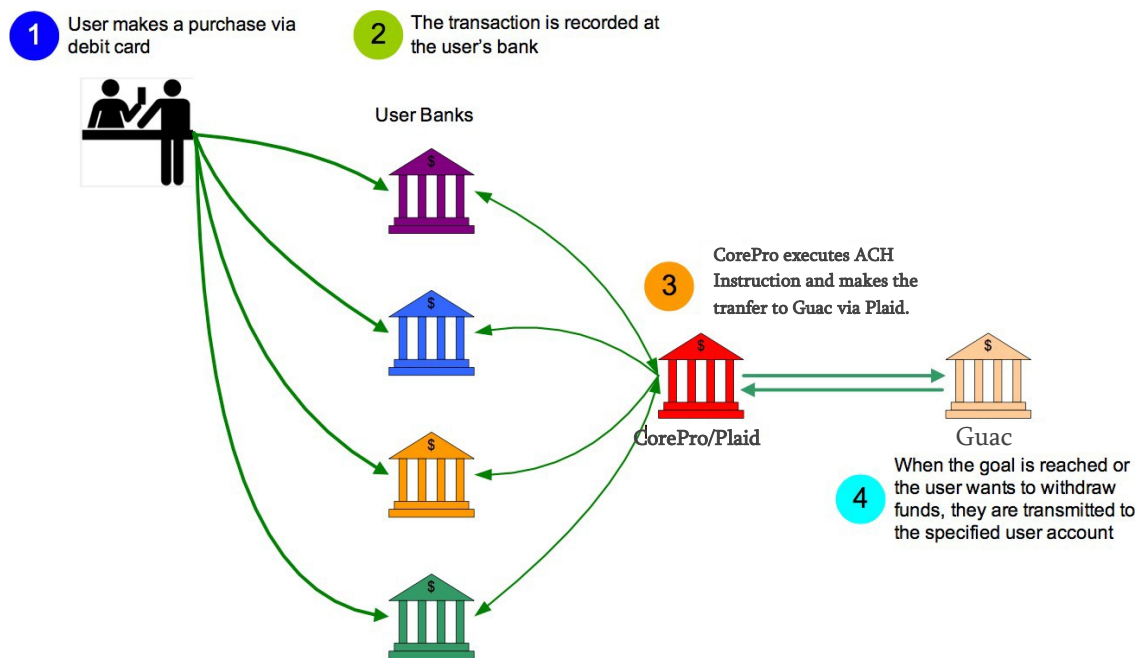 1
User makes a purchase via
debit card
2
The transaction is recorded at
the user's bank
User Banks
$
$
$
$
3
CorePro executes ACH
Instruction and makes the
tranfer to Guac via Plaid.
$
CorePro/Plaid
$
Guac
4
When the goal is reached or
the user wants to withdraw
funds, they are transmitted to
the specified user account